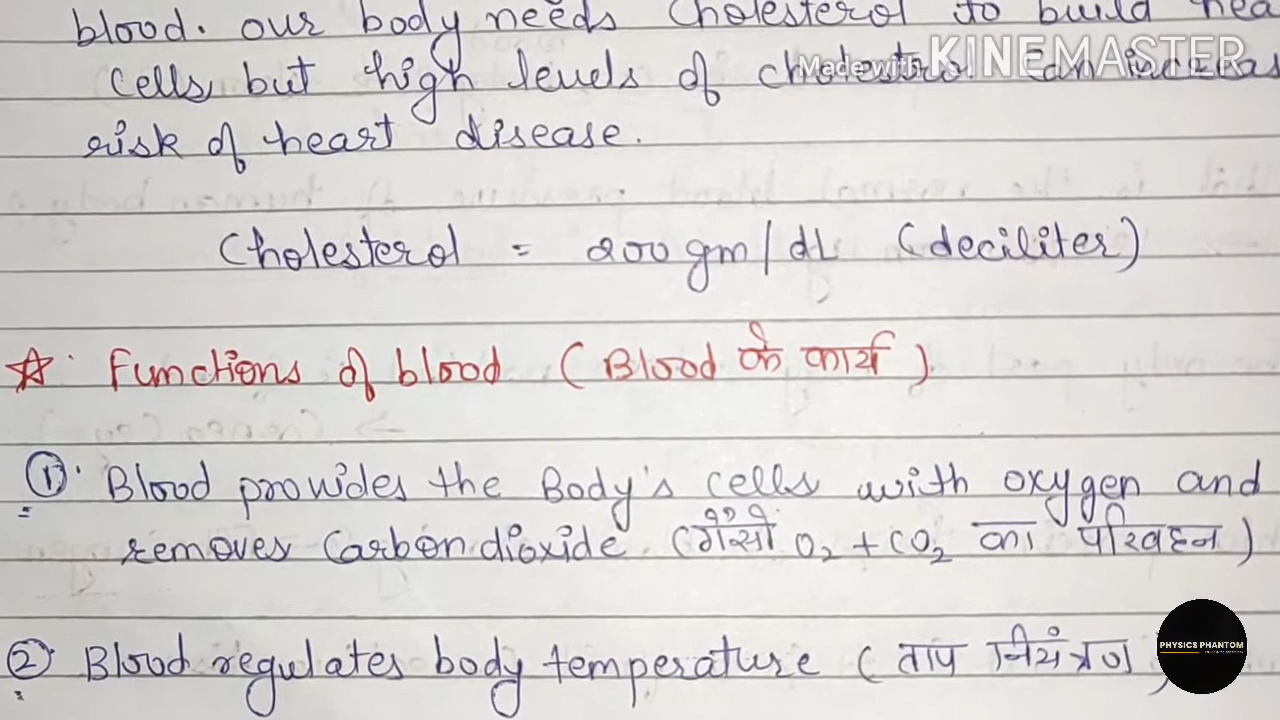 blood. our body needs Cholesterol to build hea
Cells but high levels of
Made with KINEMASTER
risk of heart disease.
Cholesterol = 200 gm/dL (deciliter)
☆ Functions of blood (Blood के कार्य)
① Blood provides the Body's cells with oxygen and
removes Carbondioxide (गैसों O₂ + CO₂ का परिवहन)
② Blood regulates body temperature (ताप नियंत्रण)
PHYSICS PHANTOM